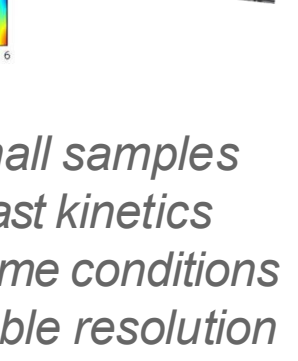 6
all samples
ast kinetics
me conditions
ble resolution